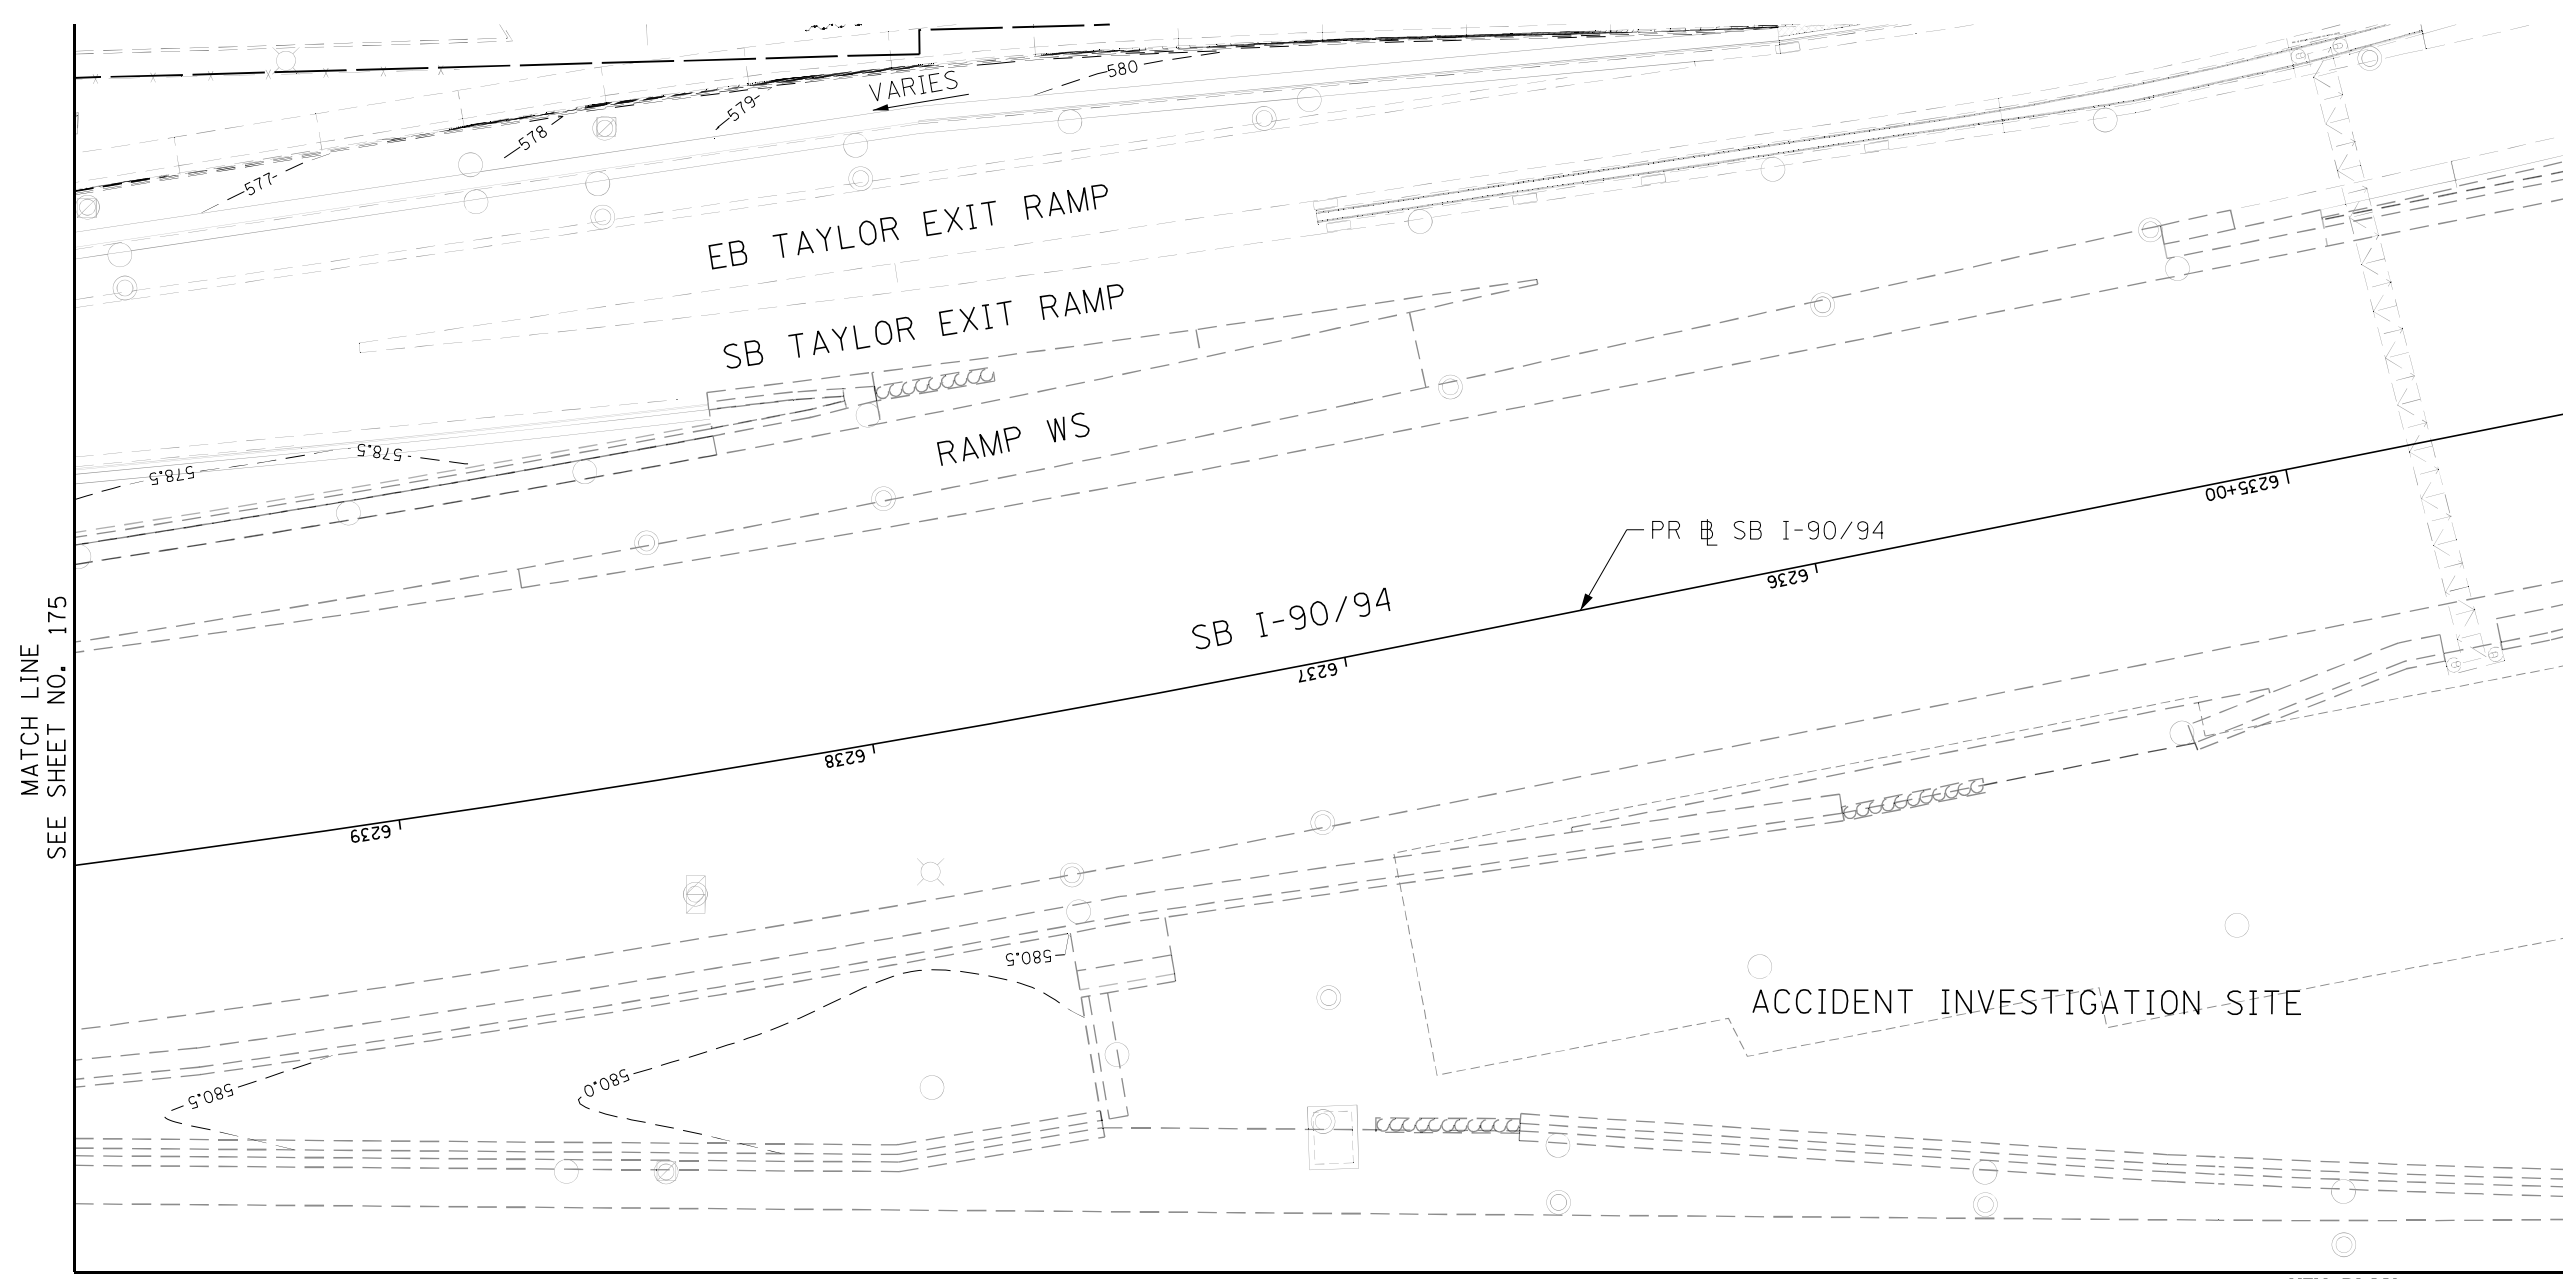 580
VARIES
579
578
577
EB TAYLOR EXIT RAMP
SB TAYLOR EXIT RAMP
RAMP WS
578.5
578.5
6235+00
PR ⅊ SB I-90/94
6236
SB I-90/94
6237
6238
6239
MATCH LINE
SEE SHEET NO. 175
580.5
ACCIDENT INVESTIGATION SITE
580.0
580.5